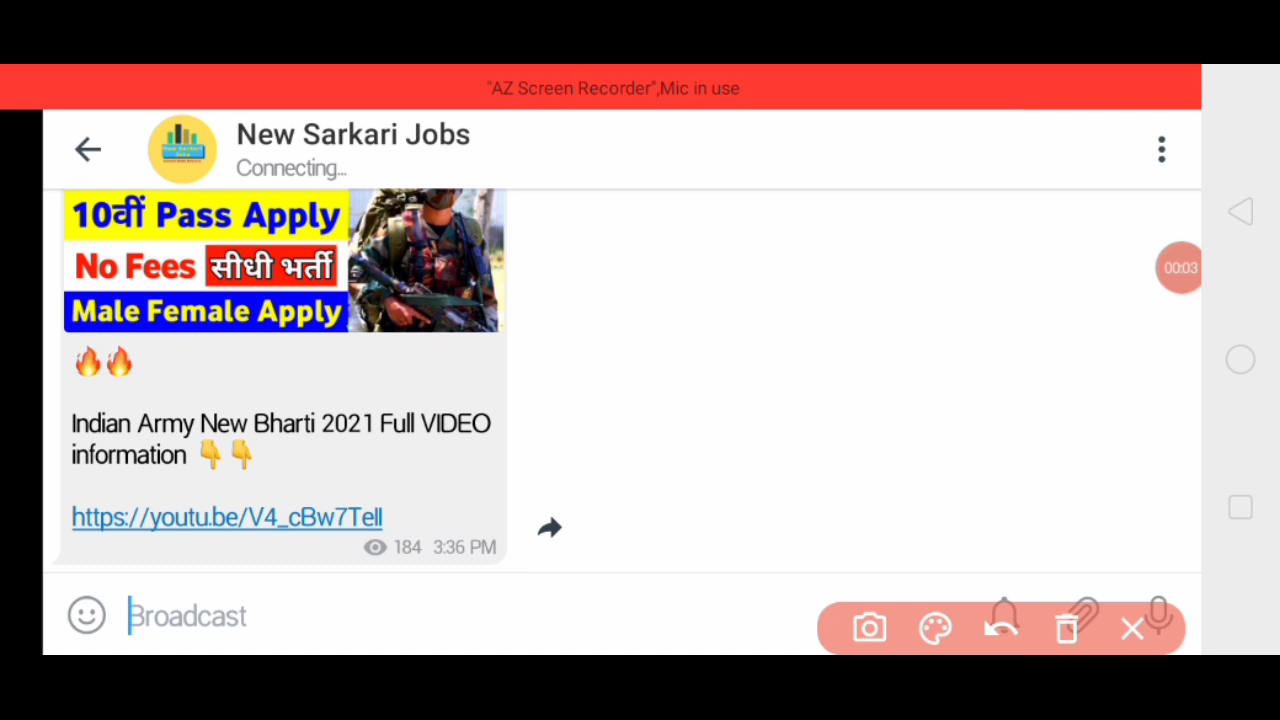 "AZ Screen Recorder",Mic in use
New Sarkari Jobs
Connecting...
10वीं Pass Apply
No Fees सीधी भर्ती
Male Female Apply
00:03
🔥🔥
Indian Army New Bharti 2021 Full VIDEO
information 👇👇
https://youtu.be/V4_cBw7TeII
184 3:36 PM
Broadcast